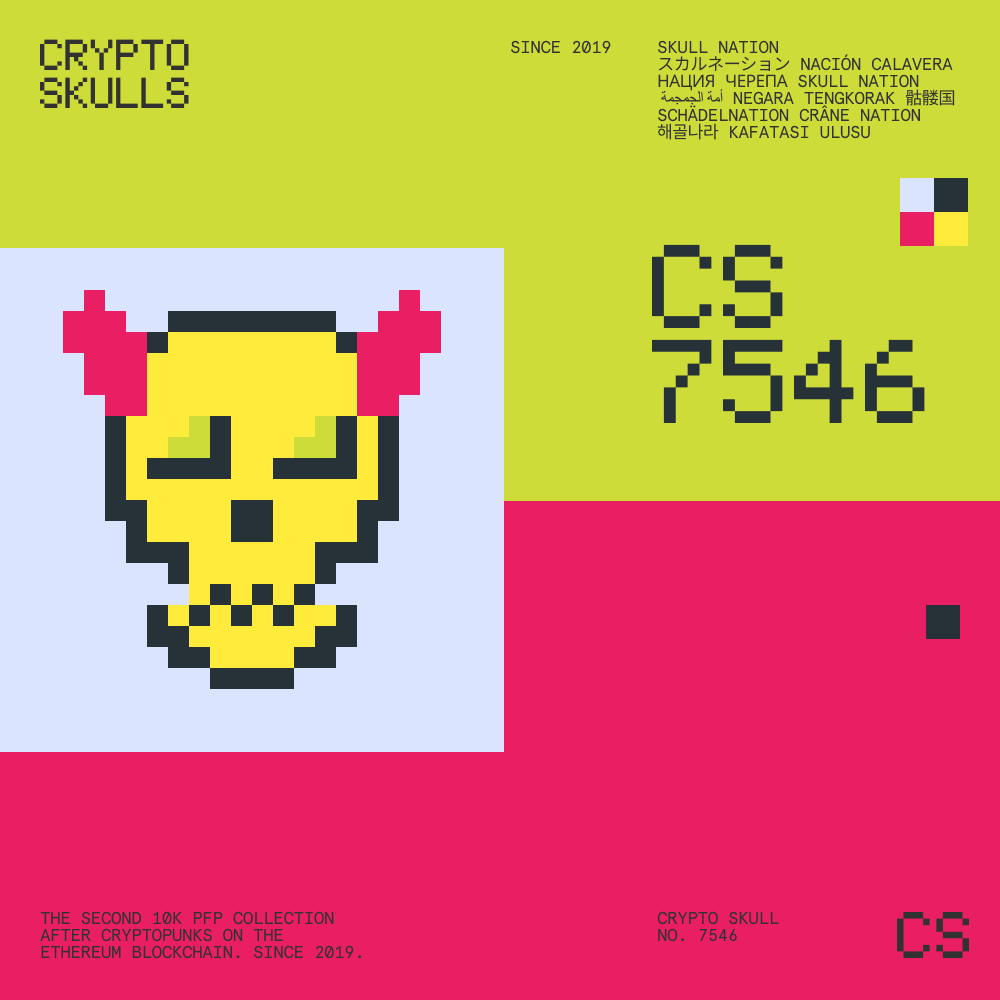 CRYPTO
SKULLS
SINCE 2019
SKULL NATION
スカルネーション NACIÓN CALAVERA
НАЦИЯ ЧЕРЕПА SKULL NATION
أمة الجمجمة NEGARA TENGKORAK 骷髅国
SCHÄDELNATION CRÂNE NATION
해골나라 KAFATASI ULUSU
CS
7546
THE SECOND 10K PFP COLLECTION
AFTER CRYPTOPUNKS ON THE
ETHEREUM BLOCKCHAIN. SINCE 2019.
CRYPTO SKULL
NO. 7546
CS